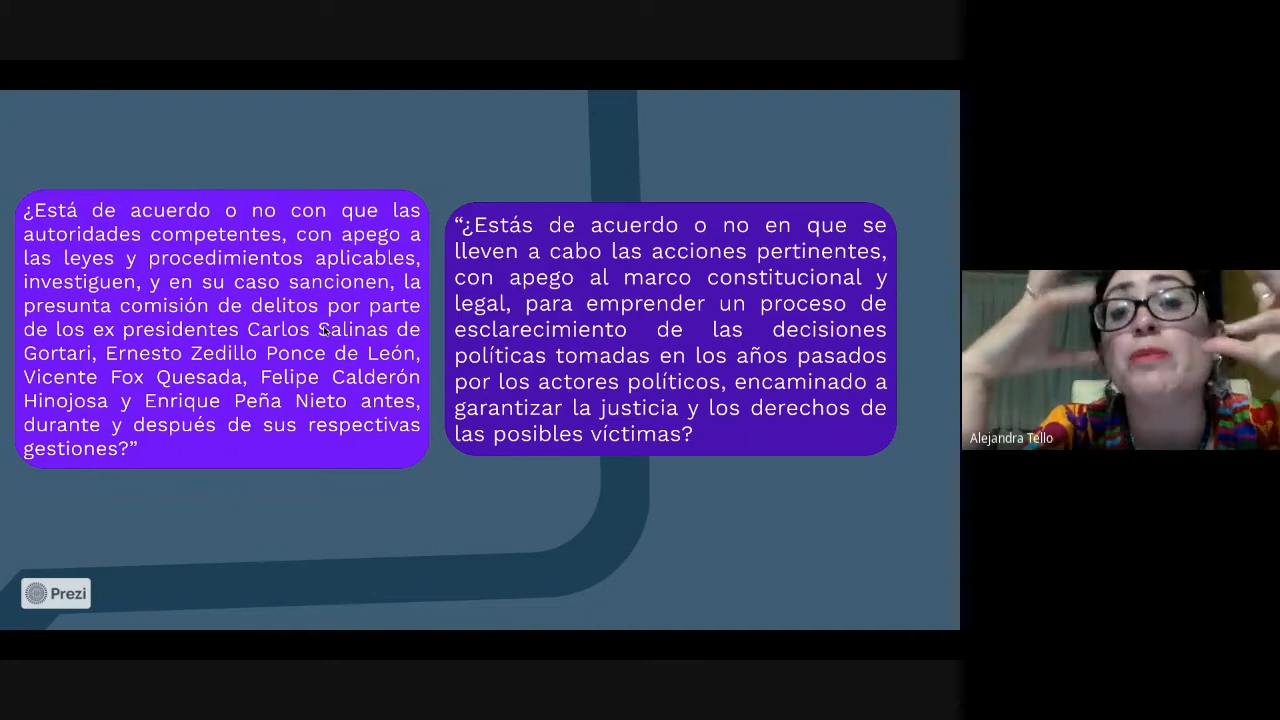 ¿Está de acuerdo o no con que las
autoridades competentes, con apego a
las leyes y procedimientos aplicables,
investiguen, y en su caso sancionen, la
presunta comisión de delitos por parte
de los ex presidentes Carlos Salinas de
Gortari, Ernesto Zedillo Ponce de León,
Vicente Fox Quesada, Felipe Calderón
Hinojosa y Enrique Peña Nieto antes,
durante y después de sus respectivas
gestiones?”
“¿Estás de acuerdo o no en que se
lleven a cabo las acciones pertinentes,
con apego al marco constitucional y
legal, para emprender un proceso de
esclarecimiento de las decisiones
políticas tomadas en los años pasados
por los actores políticos, encaminado a
garantizar la justicia y los derechos de
las posibles víctimas?
Prezi
Alejandra Tello